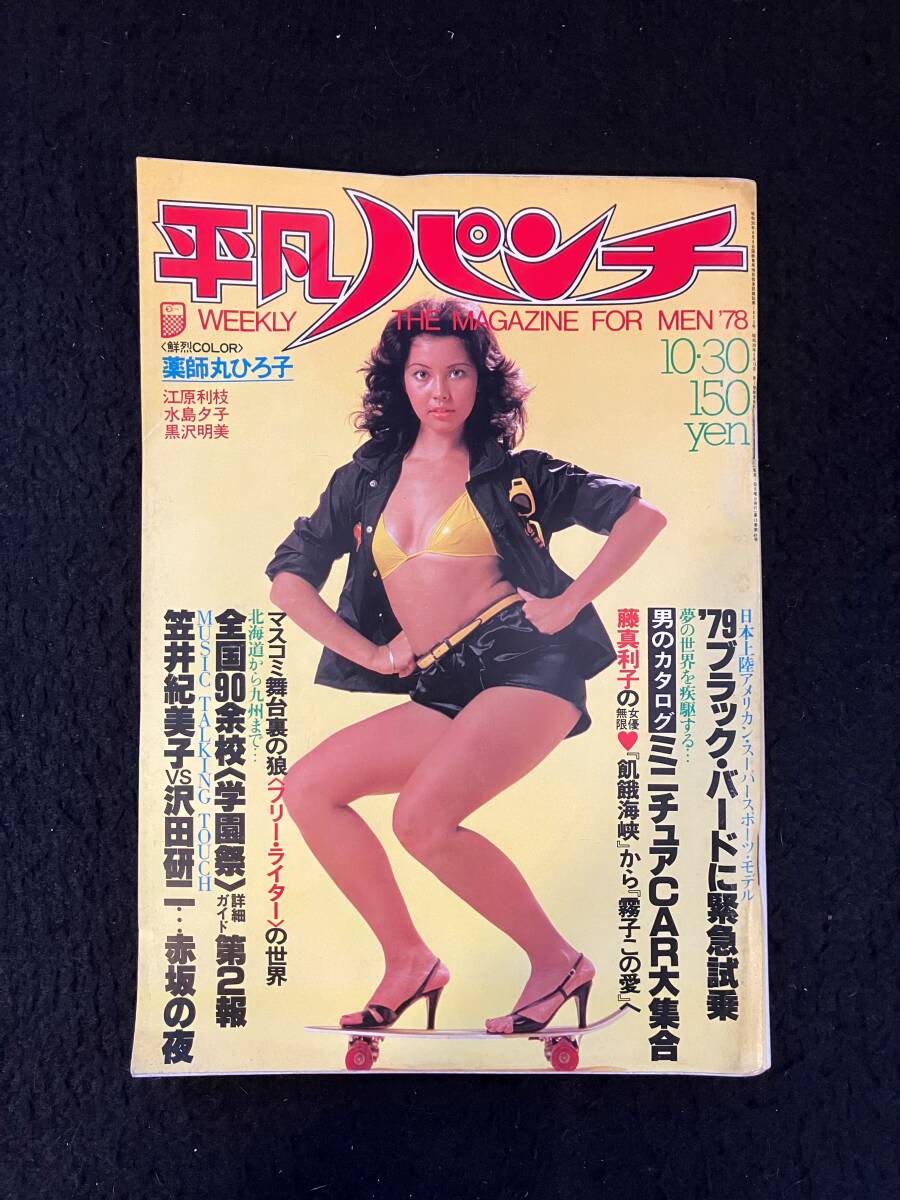 平凡パンチ
WEEKLY THE MAGAZINE FOR MEN '78
〈鮮烈COLOR〉
薬師丸ひろ子
江原利枝
水島夕子
黒沢明美
10・30
150
yen
日本上陸アメリカン・スーパースポーツ・モデル
'79ブラック・バードに緊急試乗
夢の世界を疾駆する…
男のカタログミニチュアCAR大集合
藤真利子の女優無限♥『飢餓海峡』から『霧子この愛』へ
マスコミ舞台裏の狼〈フリー・ライター〉の世界
北海道から九州まで…
全国90余校〈学園祭〉詳細ガイド第2報
MUSIC TALKING TOUCH
笠井紀美子VS沢田研二…赤坂の夜